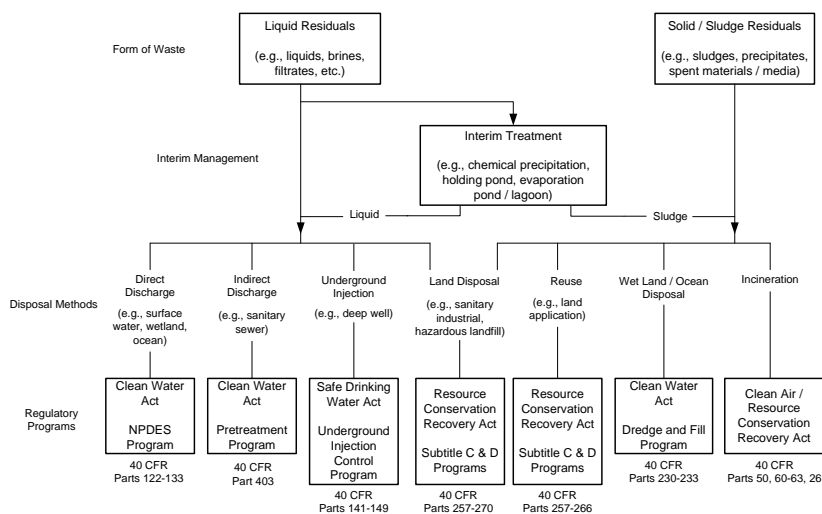 Form of Waste
Liquid Residuals
(e.g., liquids, brines,
filtrates, etc.)
Solid / Sludge Residuals
(e.g., sludges, precipitates,
spent materials / media)
Interim Management
Interim Treatment
(e.g., chemical precipitation,
holding pond, evaporation
pond / lagoon)
Liquid
Sludge
Disposal Methods
Direct
Discharge
(e.g., surface
water, wetland,
ocean)
Indirect
Discharge
(e.g., sanitary
sewer)
Underground
Injection
(e.g., deep well)
Land Disposal
(e.g., sanitary
industrial,
hazardous landfill)
Reuse
(e.g., land
application)
Wet Land / Ocean
Disposal
Incineration
Regulatory
Programs
Clean Water
Act
NPDES
Program
40 CFR
Parts 122-133
Clean Water
Act
Pretreatment
Program
40 CFR
Part 403
Safe Drinking
Water Act
Underground
Injection
Control
Program
40 CFR
Parts 141-149
Resource
Conservation
Recovery Act
Subtitle C & D
Programs
40 CFR
Parts 257-270
Resource
Conservation
Recovery Act
Subtitle C & D
Programs
40 CFR
Parts 257-266
Clean Water
Act
Dredge and Fill
Program
40 CFR
Parts 230-233
Clean Air /
Resource
Conservation
Recovery Act
40 CFR
Parts 50, 60-63, 26